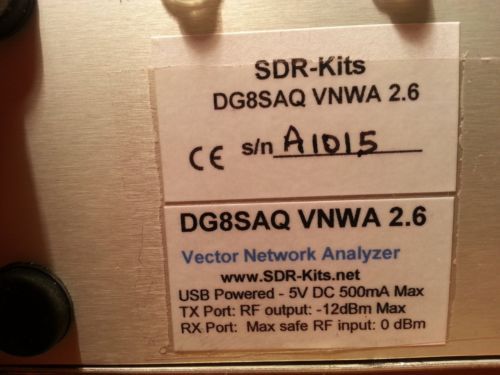 SDR-Kits
DG8SAQ VNWA 2.6
CE s/n A1015
DG8SAQ VNWA 2.6
Vector Network Analyzer
www.SDR-Kits.net
USB Powered - 5V DC 500mA Max
TX Port: RF output: -12dBm Max
RX Port: Max safe RF input: 0 dBm